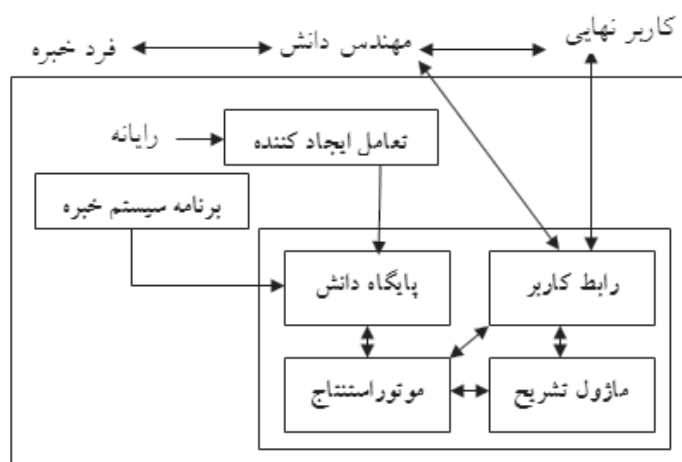 کاربر نهایی
مهندس دانش
فرد خبره
تعامل ایجاد کننده
رایانه
برنامه سیستم خبره
رابط کاربر
پایگاه دانش
ماژول تشریح
موتوراستنتاج